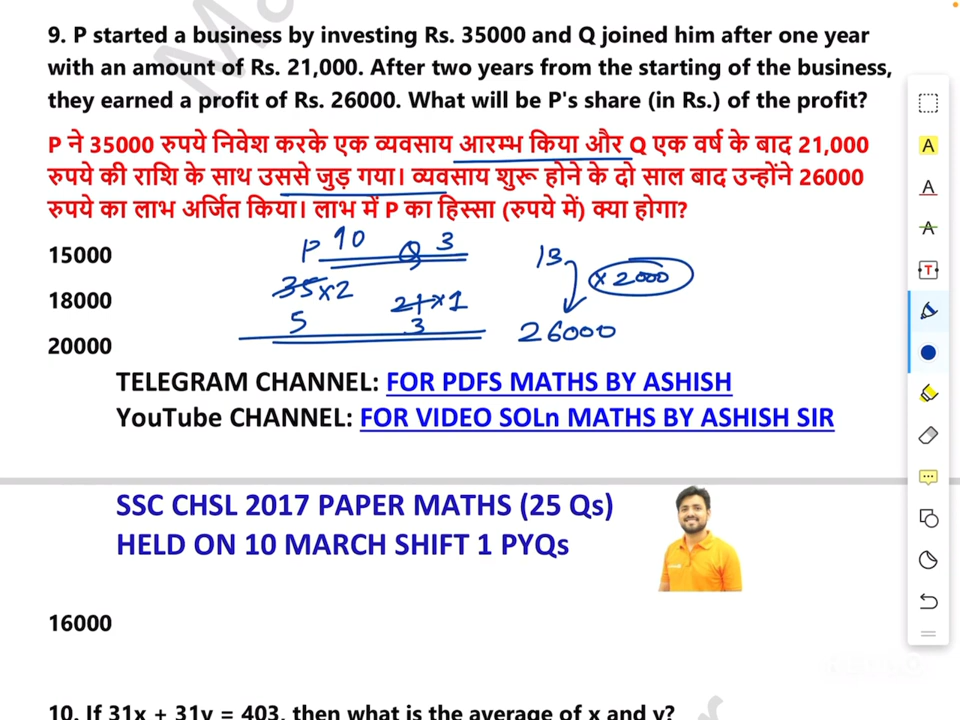 9. P started a business by investing Rs. 35000 and Q joined him after one year
with an amount of Rs. 21,000. After two years from the starting of the business,
they earned a profit of Rs. 26000. What will be P's share (in Rs.) of the profit?
P ने 35000 रुपये निवेश करके एक व्यवसाय आरम्भ किया और Q एक वर्ष के बाद 21,000
रुपये की राशि के साथ उससे जुड़ गया। व्यवसाय शुरू होने के दो साल बाद उन्होंने 26000
रुपये का लाभ अर्जित किया। लाभ में P का हिस्सा (रुपये में) क्या होगा?
15000
P 10 Q 3 13
18000
35x2 21x1 x 2000
5 3 26000
20000
TELEGRAM CHANNEL: FOR PDFS MATHS BY ASHISH
YouTube CHANNEL: FOR VIDEO SOLn MATHS BY ASHISH SIR
SSC CHSL 2017 PAPER MATHS (25 Qs)
HELD ON 10 MARCH SHIFT 1 PYQs
16000
10. If 31x + 31y = 403, then what is the average of x and y?